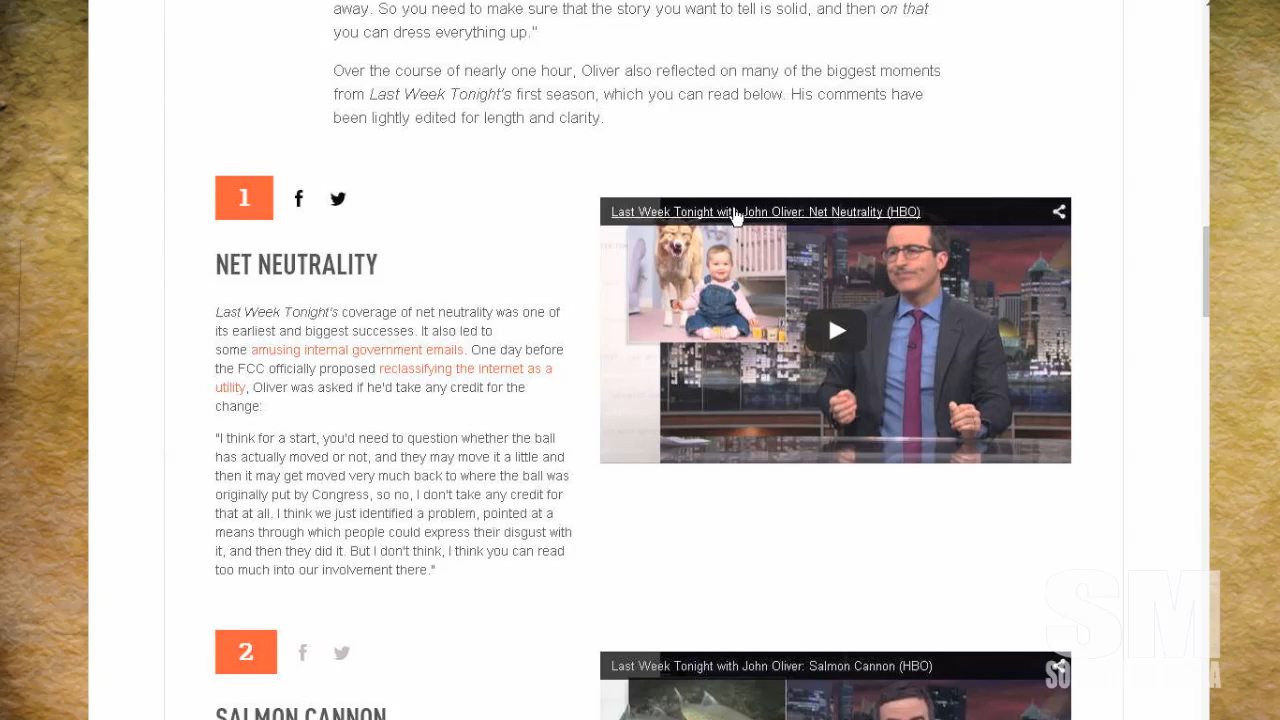 away. So you need to make sure that the story you want to tell is solid, and then on that
you can dress everything up."
Over the course of nearly one hour, Oliver also reflected on many of the biggest moments
from Last Week Tonight's first season, which you can read below. His comments have
been lightly edited for length and clarity.
1
NET NEUTRALITY
Last Week Tonight's coverage of net neutrality was one of
its earliest and biggest successes. It also led to
some amusing internal government emails. One day before
the FCC officially proposed reclassifying the internet as a
utility, Oliver was asked if he'd take any credit for the
change:
"I think for a start, you'd need to question whether the ball
has actually moved or not, and they may move it a little and
then it may get moved very much back to where the ball was
originally put by Congress, so no, I don't take any credit for
that at all. I think we just identified a problem, pointed at a
means through which people could express their disgust with
it, and then they did it. But I don't think, I think you can read
too much into our involvement there."
Last Week Tonight with John Oliver: Net Neutrality (HBO)
2
SALMON CANNON
Last Week Tonight with John Oliver: Salmon Cannon (HBO)
SM